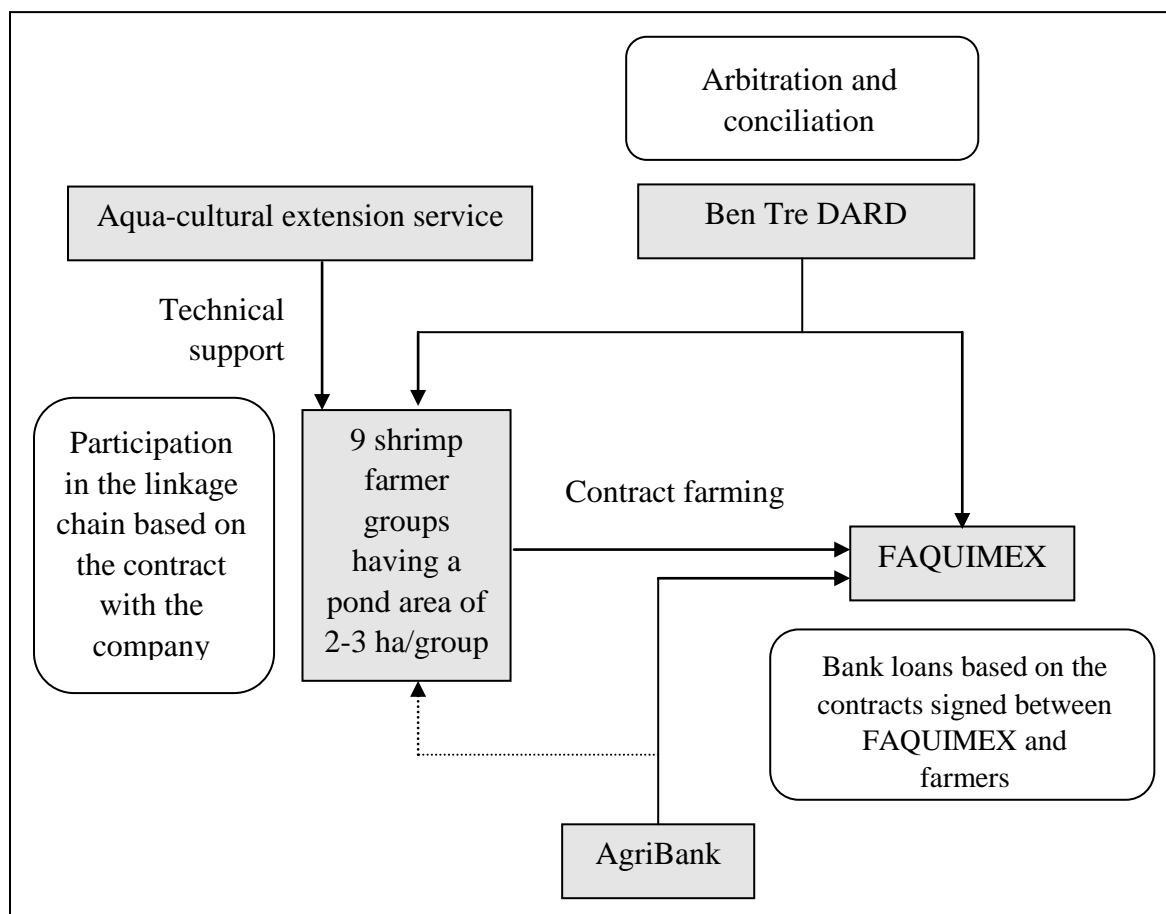 Arbitration and
conciliation
Aqua-cultural extension service
Ben Tre DARD
Technical
support
Participation
in the linkage
chain based on
the contract
with the
company
9 shrimp
farmer
groups
having a
pond area of
2-3 ha/group
Contract farming
FAQUIMEX
Bank loans based on the
contracts signed between
FAQUIMEX and
farmers
AgriBank